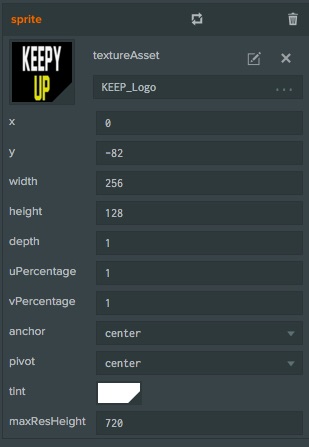 sprite
KEEPY
UP
textureAsset
KEEP_Logo ...
x 0
y -82
width 256
height 128
depth 1
uPercentage 1
vPercentage 1
anchor center
pivot center
tint
maxResHeight 720